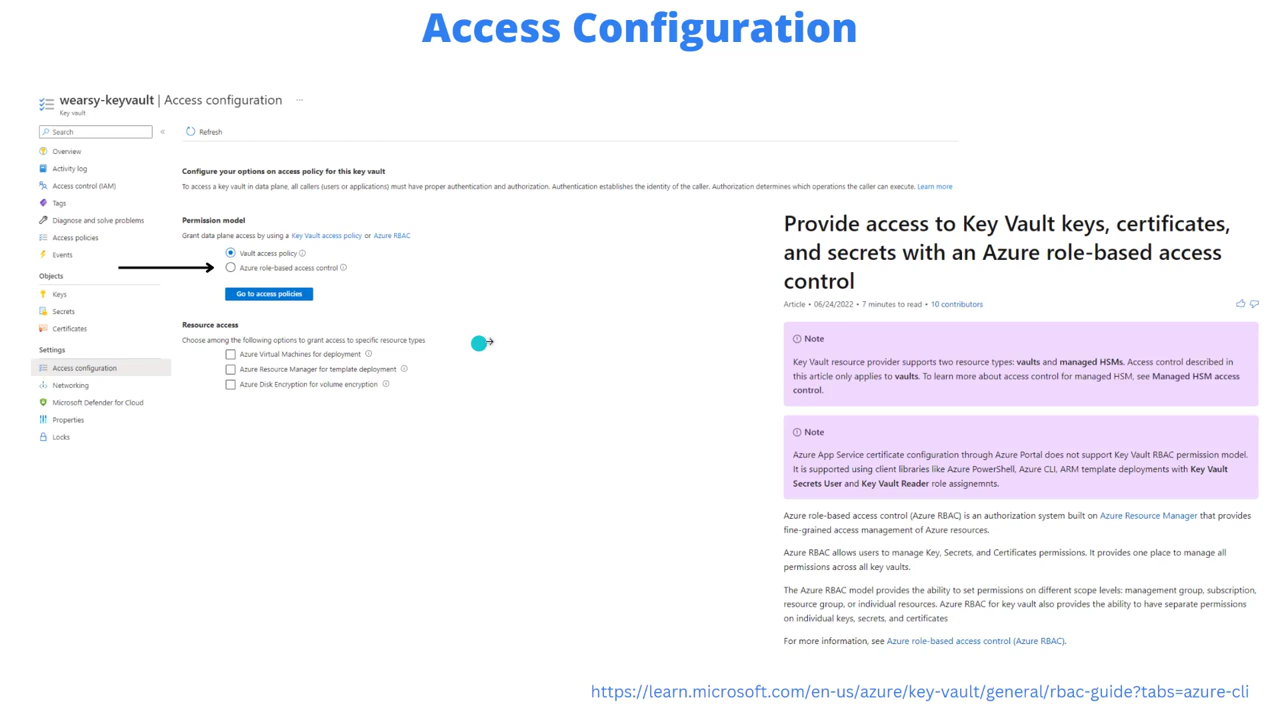 Access Configuration
wearsy-keyvault | Access configuration ...
Key vault
Search
«
Refresh
Overview
Activity log
Access control (IAM)
Tags
Diagnose and solve problems
Access policies
Events
Objects
Keys
Secrets
Certificates
Settings
Access configuration
Networking
Microsoft Defender for Cloud
Properties
Locks
Configure your options on access policy for this key vault
To access a key vault in data plane, all callers (users or applications) must have proper authentication and authorization. Authentication establishes the identity of the caller. Authorization determines which operations the caller can execute. Learn more
Permission model
Grant data plane access by using a Key Vault access policy or Azure RBAC
Vault access policy
Azure role-based access control
Go to access policies
Resource access
Choose among the following options to grant access to specific resource types
Azure Virtual Machines for deployment
Azure Resource Manager for template deployment
Azure Disk Encryption for volume encryption
Provide access to Key Vault keys, certificates,
and secrets with an Azure role-based access
control
Article • 06/24/2022 • 7 minutes to read • 10 contributors
Note
Key Vault resource provider supports two resource types: vaults and managed HSMs. Access control described
in this article only applies to vaults. To learn more about access control for managed HSM, see Managed HSM access
control.
Note
Azure App Service certificate configuration through Azure Portal does not support Key Vault RBAC permission model.
It is supported using client libraries like Azure PowerShell, Azure CLI, ARM template deployments with Key Vault
Secrets User and Key Vault Reader role assignemnts.
Azure role-based access control (Azure RBAC) is an authorization system built on Azure Resource Manager that provides
fine-grained access management of Azure resources.
Azure RBAC allows users to manage Key, Secrets, and Certificates permissions. It provides one place to manage all
permissions across all key vaults.
The Azure RBAC model provides the ability to set permissions on different scope levels: management group, subscription,
resource group, or individual resources. Azure RBAC for key vault also provides the ability to have separate permissions
on individual keys, secrets, and certificates
For more information, see Azure role-based access control (Azure RBAC).
https://learn.microsoft.com/en-us/azure/key-vault/general/rbac-guide?tabs=azure-cli